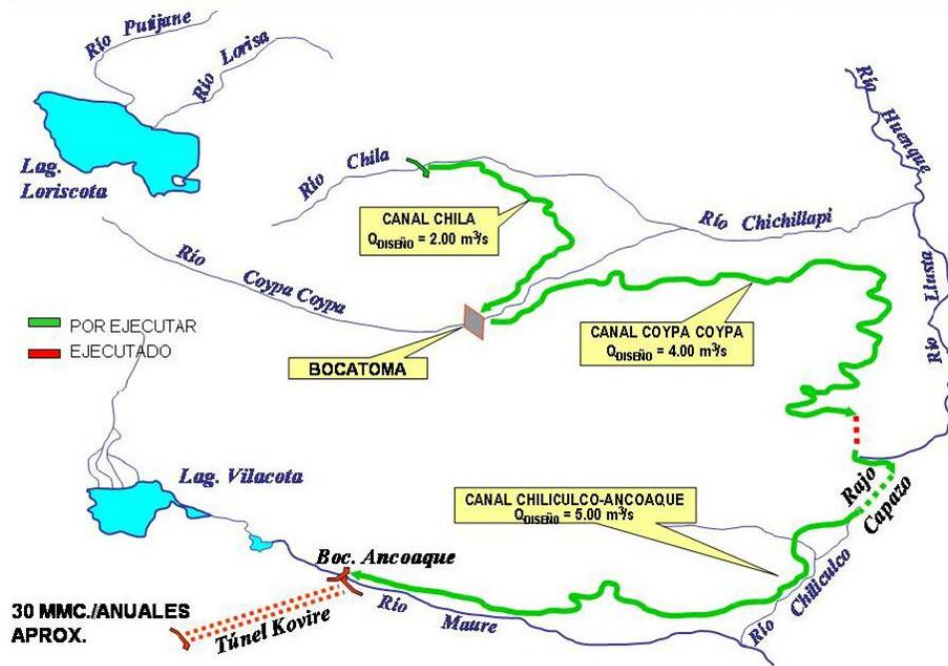 Río Putijane
Río Lorisa
Lag.
Loriscota
Río Chila
Río Huenque
CANAL CHILA
QDISEÑO = 2.00 m³/s
Río Chichillapi
Río Coypa Coypa
Río Llusta
POR EJECUTAR
EJECUTADO
BOCATOMA
CANAL COYPA COYPA
QDISEÑO = 4.00 m³/s
Lag. Vilacota
CANAL CHILICULCO-ANCOAQUE
QDISEÑO = 5.00 m³/s
Rajo
Capazo
Boc. Ancoaque
Río Chiliculco
30 MMC./ANUALES
APROX.
Túnel Kovire
Río Maure